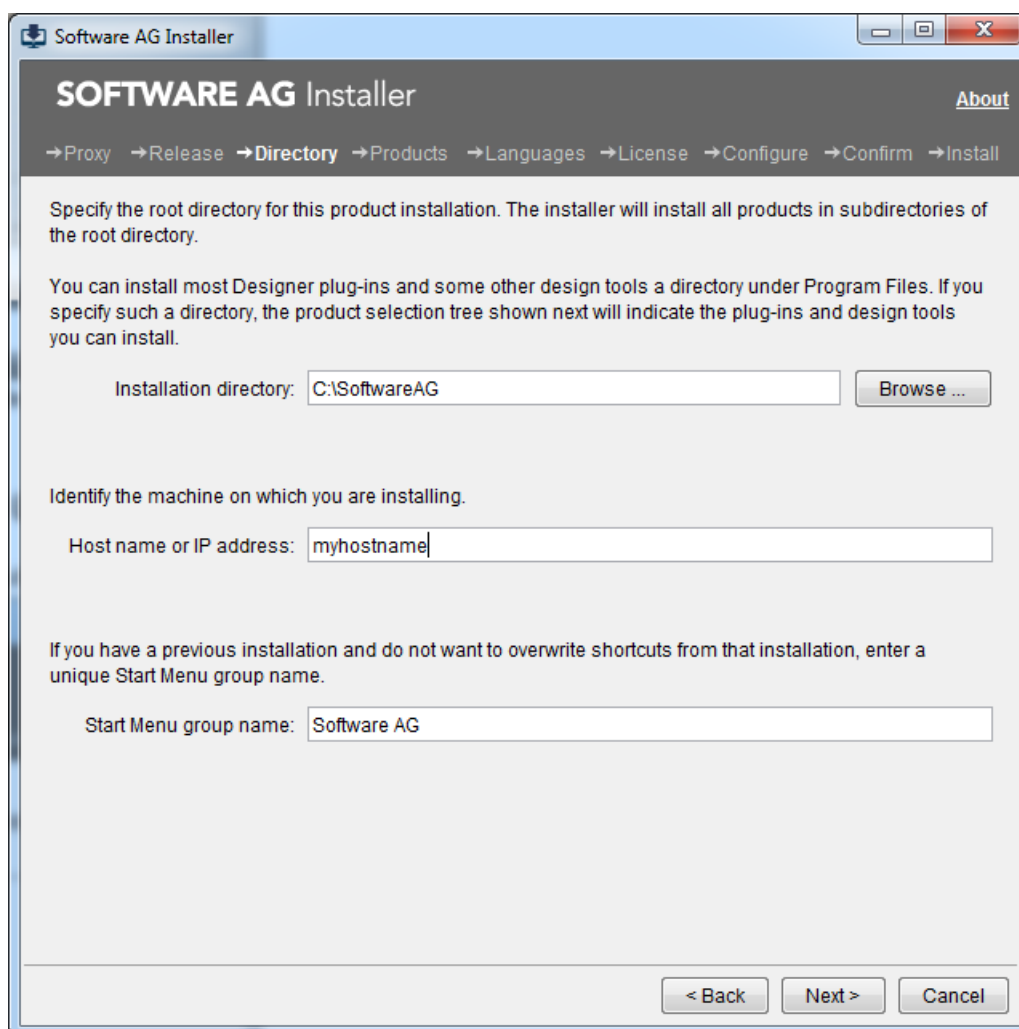 Software AG Installer
SOFTWARE AG Installer
About
→Proxy →Release →Directory →Products →Languages →License →Configure →Confirm →Install
Specify the root directory for this product installation. The installer will install all products in subdirectories of
the root directory.
You can install most Designer plug-ins and some other design tools a directory under Program Files. If you
specify such a directory, the product selection tree shown next will indicate the plug-ins and design tools
you can install.
Installation directory: C:\SoftwareAG Browse ...
Identify the machine on which you are installing.
Host name or IP address: myhostname
If you have a previous installation and do not want to overwrite shortcuts from that installation, enter a
unique Start Menu group name.
Start Menu group name: Software AG
< Back Next > Cancel